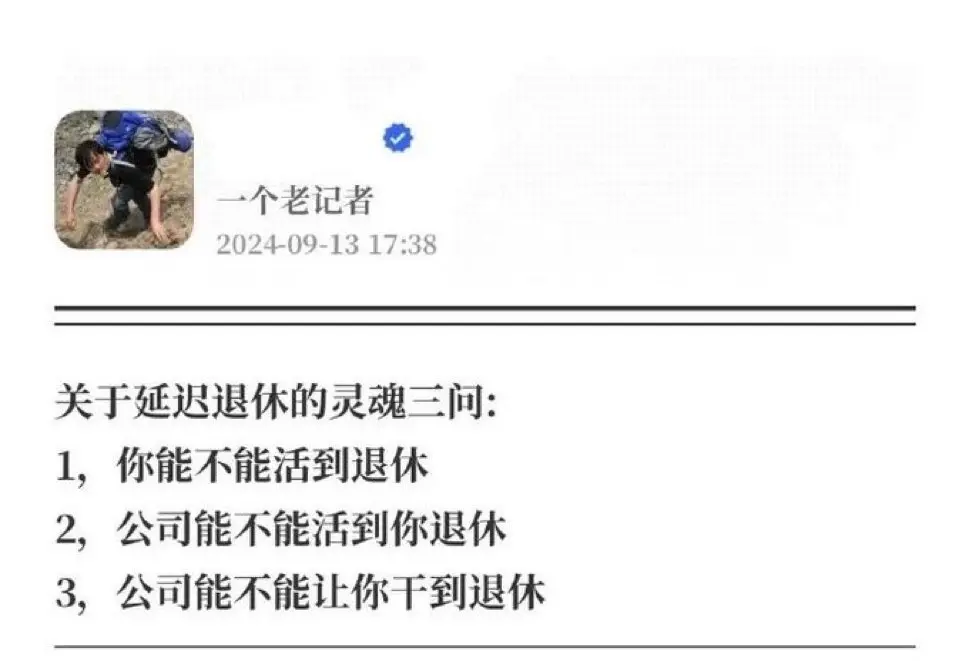 一个老记者
2024-09-13 17:38
关于延迟退休的灵魂三问:
1，你能不能活到退休
2，公司能不能活到你退休
3，公司能不能让你干到退休